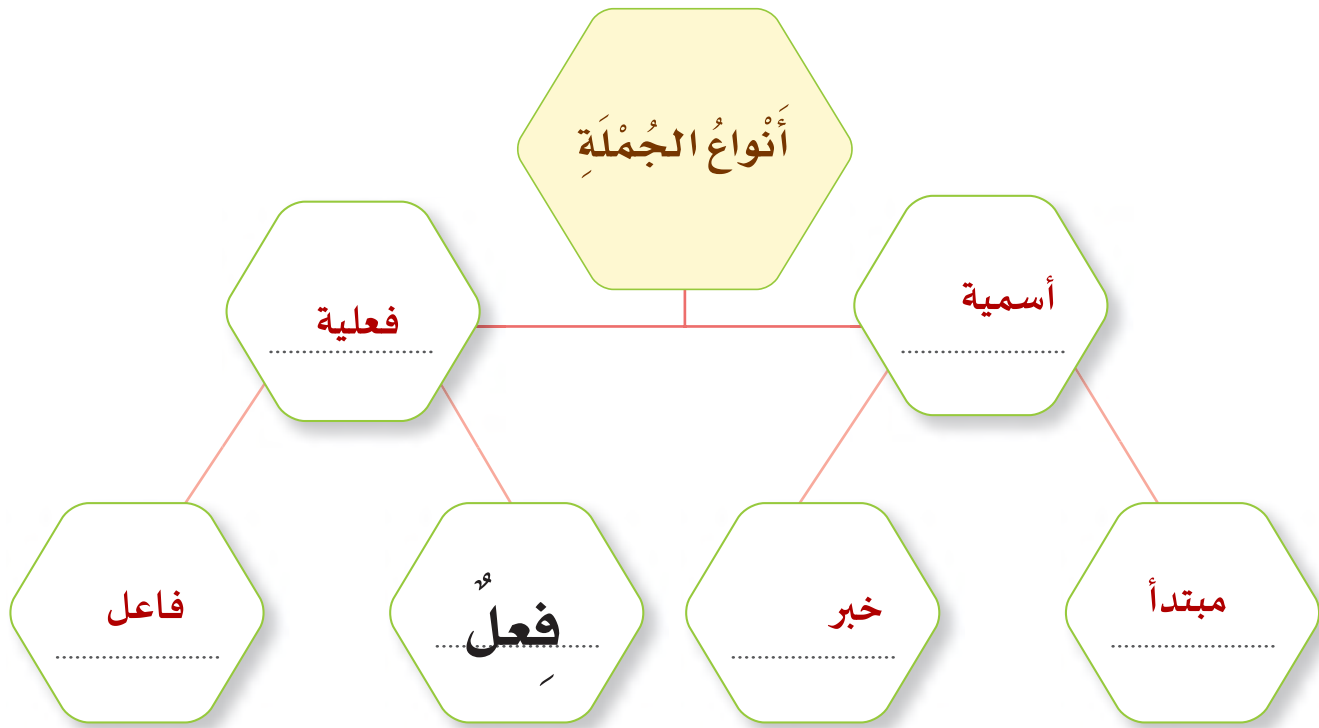 أَنْواعُ الجُمْلَةِ
أسمية
فعلية
مبتدأ
خبر
فِعلٌ
فاعل